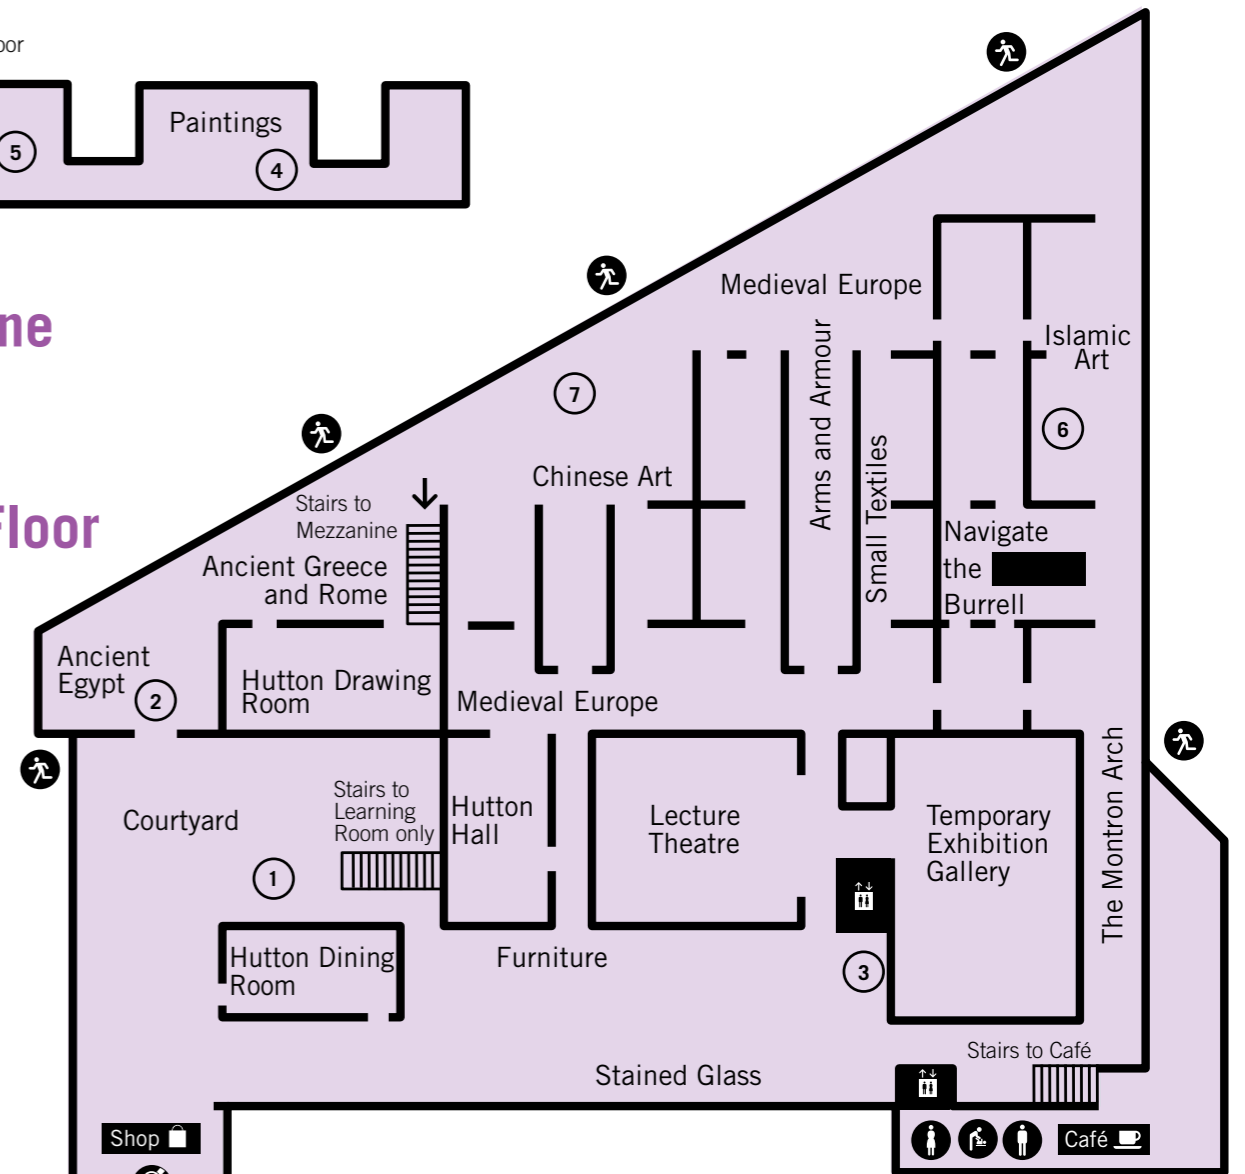 oor
Paintings
5
4
ne
Floor
Medieval Europe
Islamic
Art
7
6
Arms and Armour
Small Textiles
Chinese Art
Stairs to
Mezzanine
Ancient Greece
and Rome
Navigate
the
Burrell
Ancient
Egypt
2
Hutton Drawing
Room
Medieval Europe
Courtyard
Stairs to
Learning
Room only
1
Hutton
Hall
Lecture
Theatre
Temporary
Exhibition
Gallery
The Montron Arch
Hutton Dining
Room
Furniture
3
Stained Glass
Stairs to Café
Shop
Café